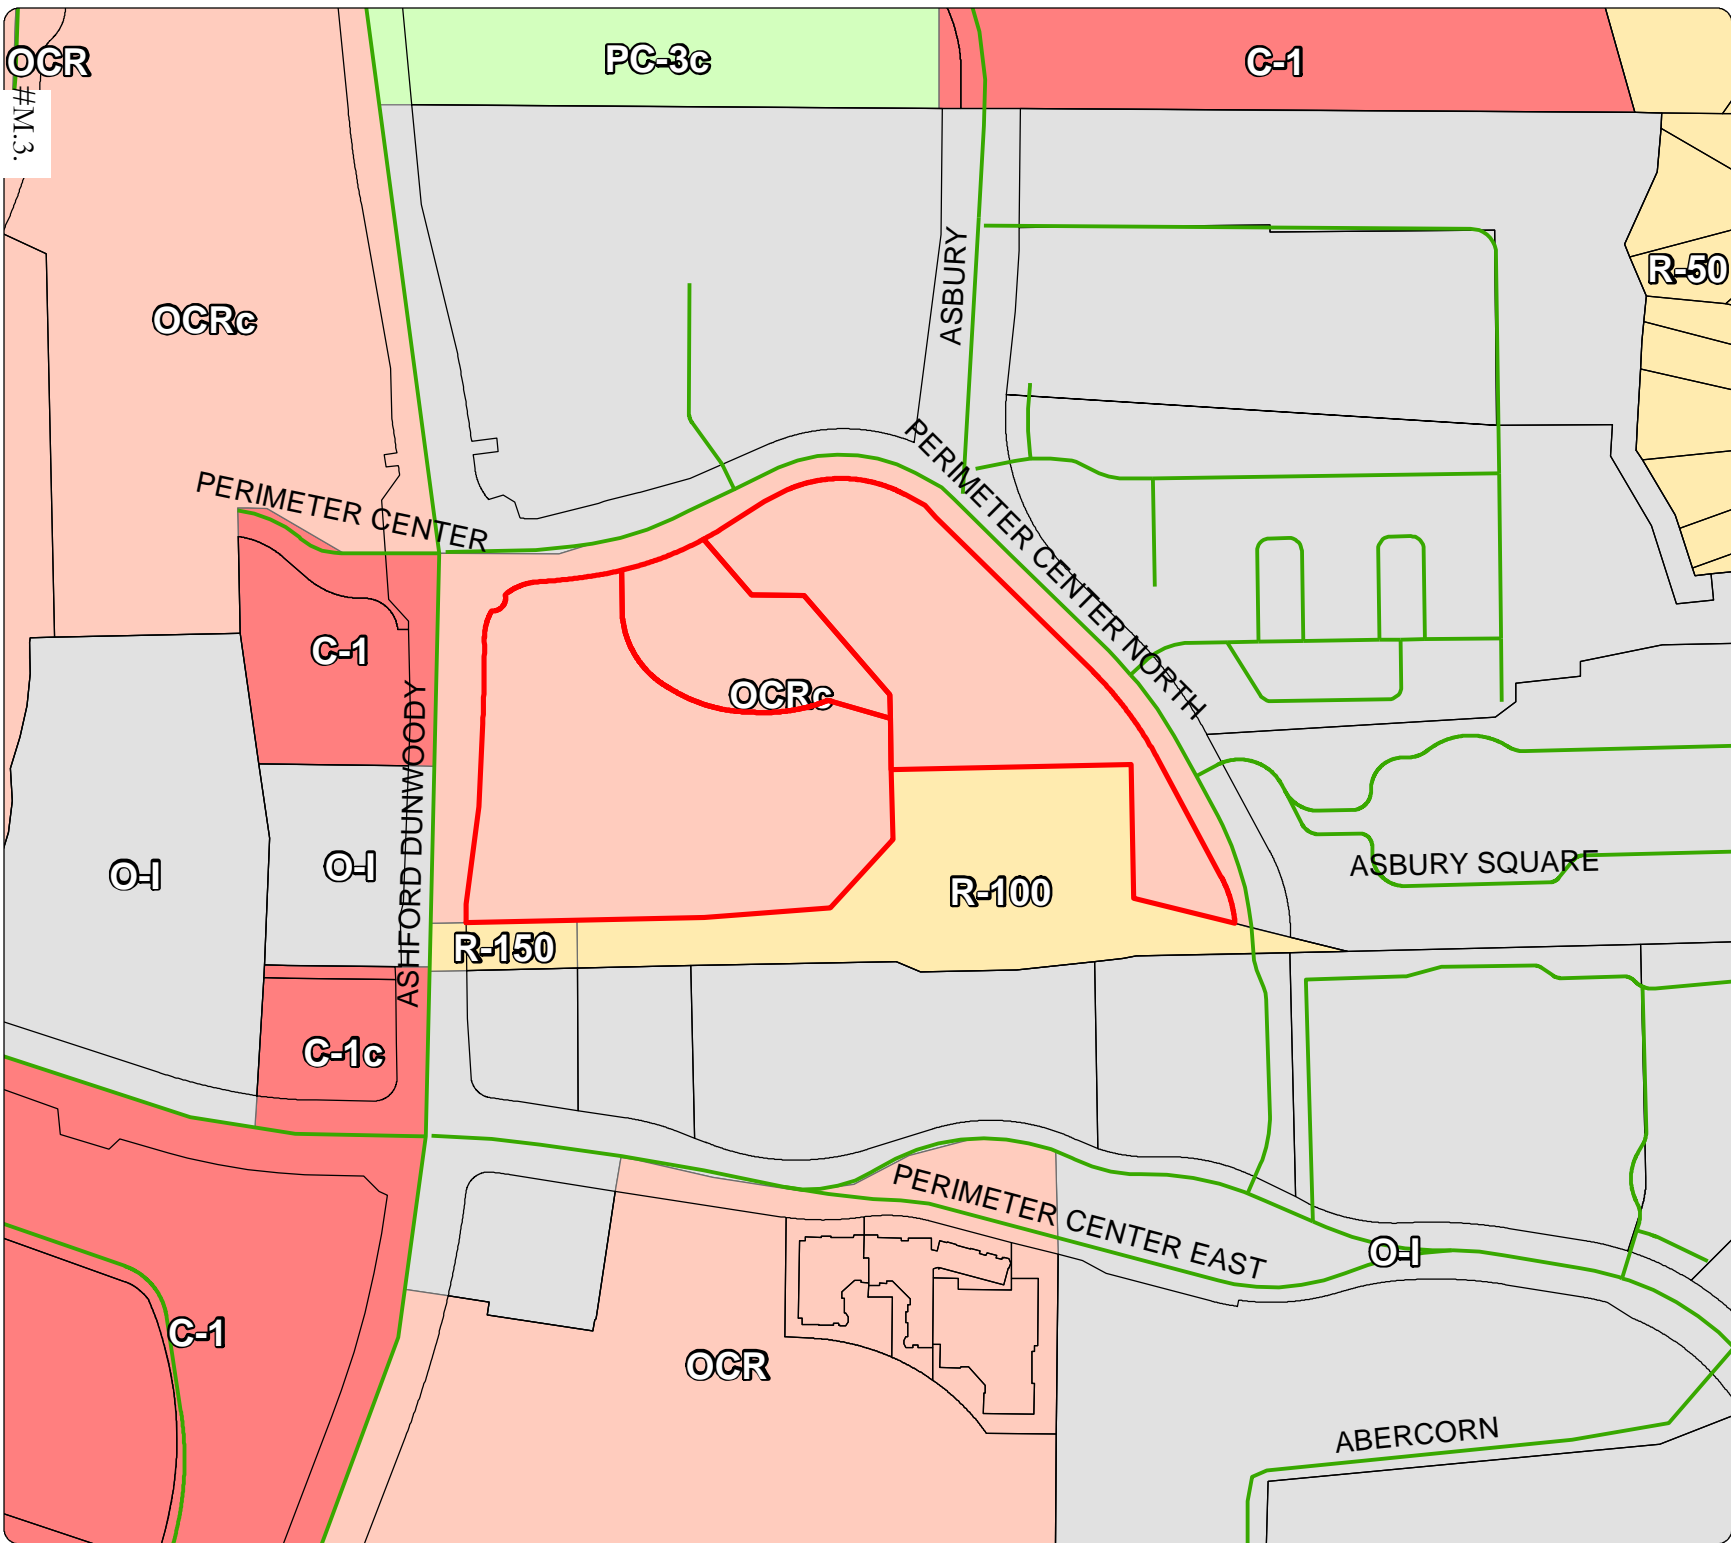 OCR
PC-3c
C-1
#M.3.
ASBURY
R-50
OCRc
PERIMETER CENTER
PERIMETER CENTER NORTH
C-1
OCRc
ASHFORD DUNWOODY
O-I
O-I
R-100
ASBURY SQUARE
R-150
C-1c
PERIMETER CENTER EAST
O-I
C-1
OCR
ABERCORN